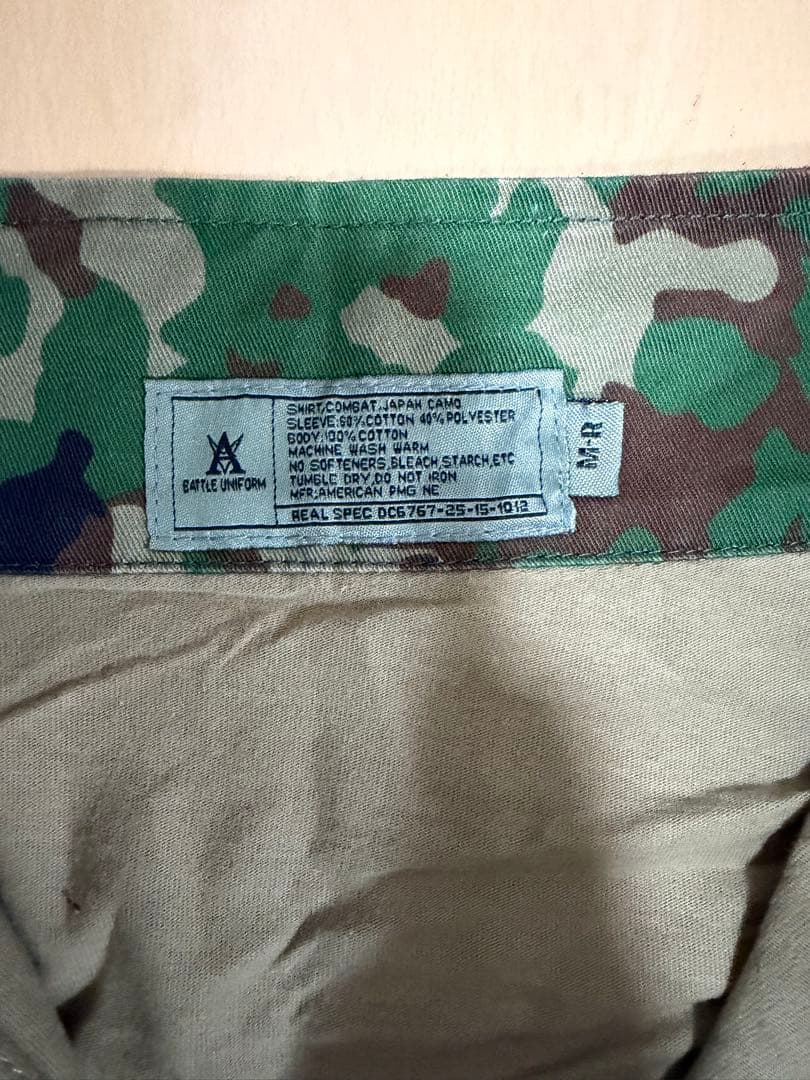 BATTLE UNIFORM
SHIRT,COMBAT,JAPAN CAMO
SLEEVE:60%COTTON 40%POLYESTER
BODY:100%COTTON
MACHINE WASH WARM
NO SOFTENERS,BLEACH,STARCH,ETC
TUMBLE DRY,DO NOT IRON
MFR:AMERICAN PMG NE
REAL SPEC DC6767-25-15-1012
M-R